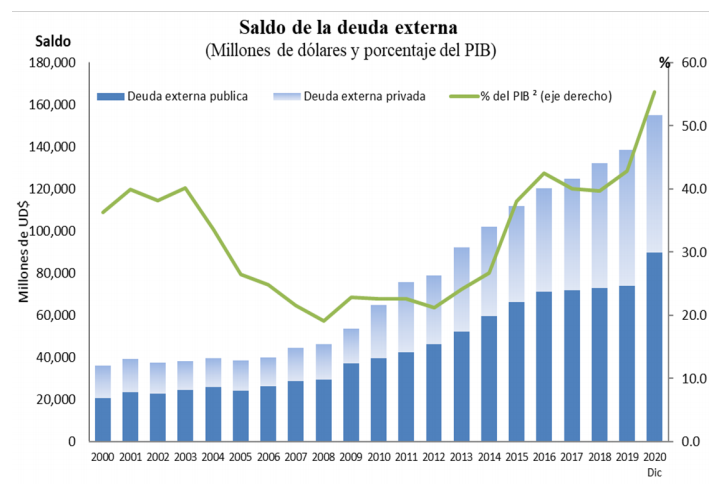 Saldo de la deuda externa
(Millones de dólares y porcentaje del PIB)
Saldo
%
180,000
160,000
140,000
120,000
100,000
80,000
60,000
40,000
20,000
0
Millones de UD$
Deuda externa publica
Deuda externa privada
% del PIB ² (eje derecho)
60.0
50.0
40.0
30.0
20.0
10.0
0.0
2000 2001 2002 2003 2004 2005 2006 2007 2008 2009 2010 2011 2012 2013 2014 2015 2016 2017 2018 2019 2020
Dic